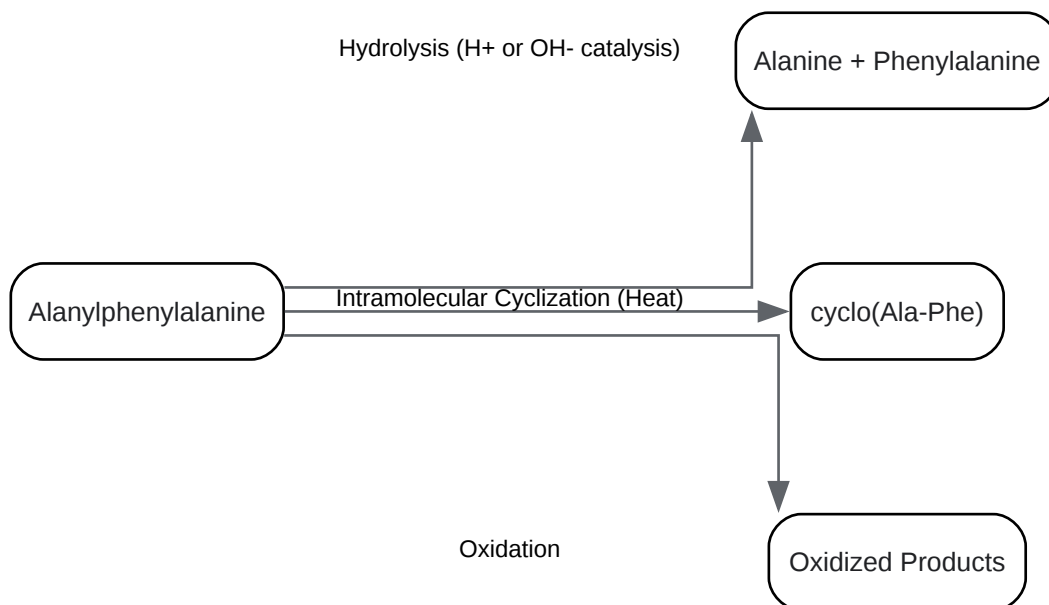 Hydrolysis (H+ or OH- catalysis)
Alanine + Phenylalanine
Alanylphenylalanine
Intramolecular Cyclization (Heat)
cyclo(Ala-Phe)
Oxidation
Oxidized Products